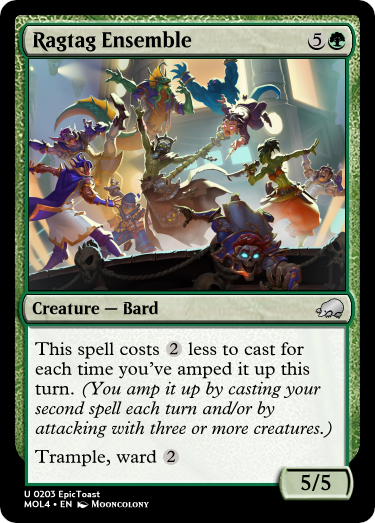 Ragtag Ensemble 5
Creature — Bard
This spell costs 2 less to cast for
each time you've amped it up this
turn. (You amp it up by casting your
second spell each turn and/or by
attacking with three or more creatures.)
Trample, ward 2
5/5
U 0203 EpicToast
MOL4 • EN Mooncolony